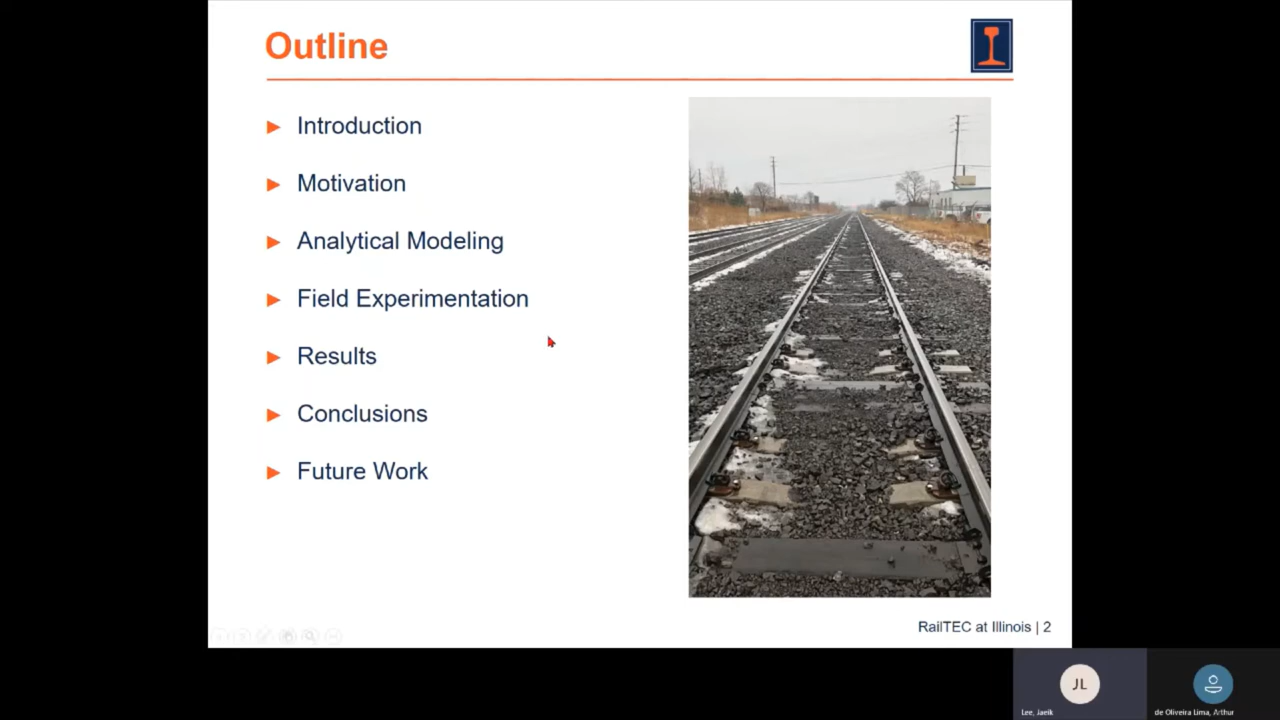 Outline
Introduction
Motivation
Analytical Modeling
Field Experimentation
Results
Conclusions
Future Work
RailTEC at Illinois | 2
JL
Lee, Jaeik
de Oliveira Lima, Arthur